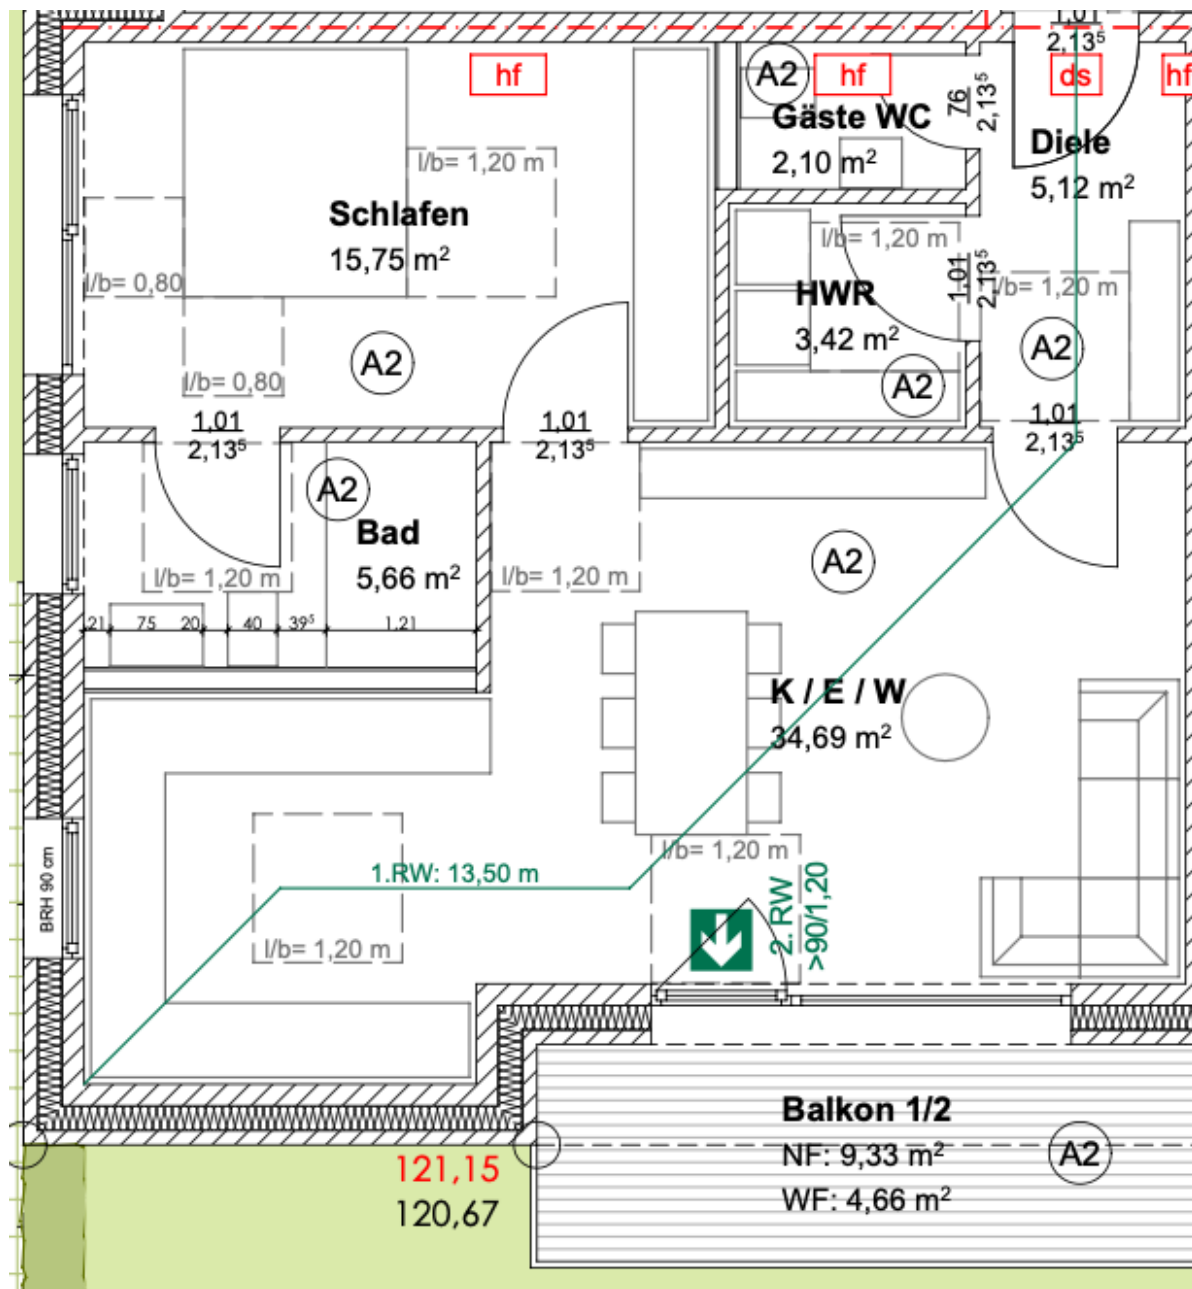 1,01
2,13⁵
hf
A2
hf
ds
hf
Gäste WC
2,10 m²
76
2,13⁵
Diele
5,12 m²
l/b= 1,20 m
Schlafen
15,75 m²
l/b= 0,80
l/b= 1,20 m
HWR
3,42 m²
1,01
2,13⁵
l/b= 1,20 m
A2
A2
A2
l/b= 0,80
1,01
2,13⁵
1,01
2,13⁵
1,01
2,13⁵
A2
Bad
5,66 m²
l/b= 1,20 m
l/b= 1,20 m
A2
21 75 20 40 39⁵ 1,21
K / E / W
34,69 m²
l/b= 1,20 m
1.RW: 13,50 m
2. RW
>90/1,20
BRH 90 cm
l/b= 1,20 m
Balkon 1/2
NF: 9,33 m²
WF: 4,66 m²
A2
121,15
120,67